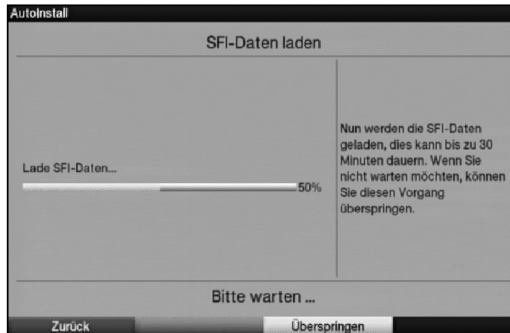 AutoInstall
SFI-Daten laden
Lade SFI-Daten...
50%
Nun werden die SFI-Daten
geladen, dies kann bis zu 30
Minuten dauern. Wenn Sie
nicht warten möchten, können
Sie diesen Vorgang
überspringen.
Bitte warten ...
Zurück
Überspringen